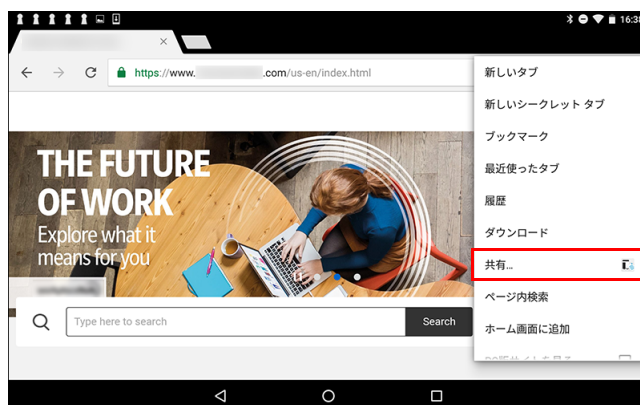 16:38
https://www. .com/us-en/index.html
THE FUTURE
OF WORK
Explore what it
means for you
Type here to search
Search
新しいタブ
新しいシークレット タブ
ブックマーク
最近使ったタブ
履歴
ダウンロード
共有...
ページ内検索
ホーム画面に追加